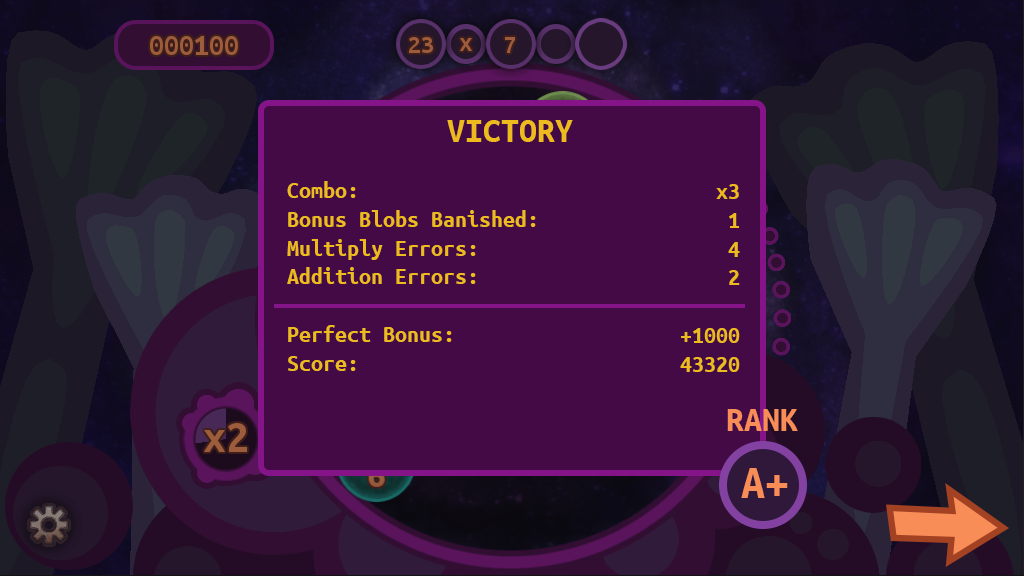 000100
23 x 7
VICTORY
Combo: x3
Bonus Blobs Banished: 1
Multiply Errors: 4
Addition Errors: 2
Perfect Bonus: +1000
Score: 43320
RANK
x2
A+
6